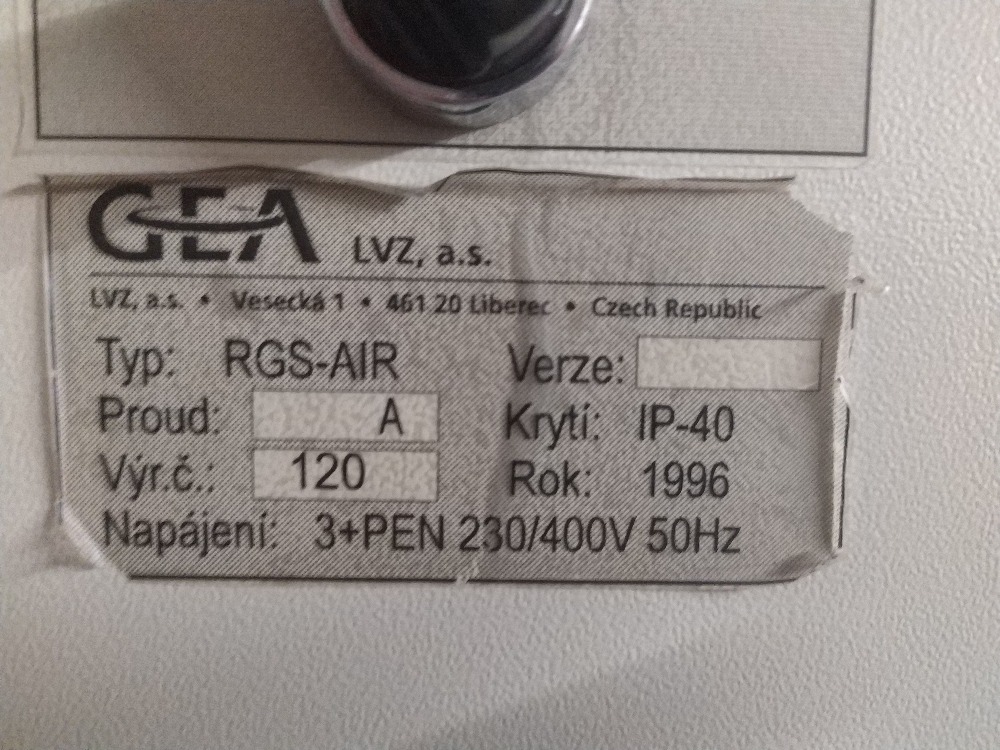 GEA LVZ, a.s.
LVZ, a.s. • Vesecká 1 • 461 20 Liberec • Czech Republic
Typ: RGS-AIR Verze:
Proud: A Krytí: IP-40
Výr.č.: 120 Rok: 1996
Napájení: 3+PEN 230/400V 50Hz